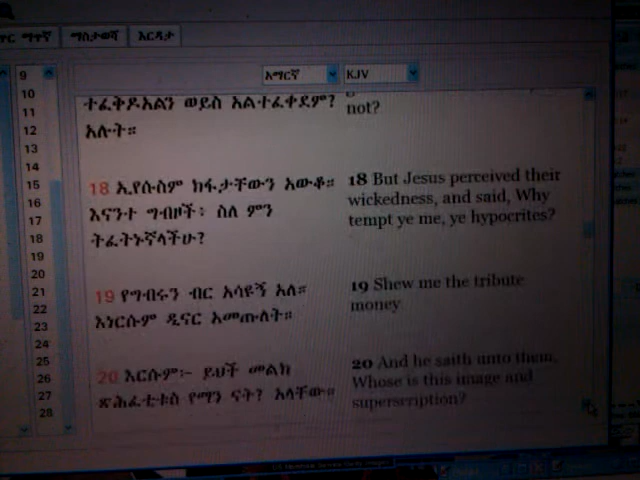 ማስታወሻ
እርዳታ
አማርኛ
KJV
9
10
11
12
13
14
15
16
17
18
19
20
21
22
23
24
25
26
27
28
ተፈቅዶአልን ወይስ አልተፈቀደም?
አሉት።
18 ኢየሱስም ክፋታቸውን አውቆ።
እናንተ ግብዞች፥ ስለ ምን
ትፈትኑኛላችሁ?
19 የግብሩን ብር አሳዩኝ አለ።
እነርሱም ዲናር አመጡለት።
20 እርሱም፦ ይህች መልክ
ጽሕፈቲቱስ የማን ናት? አላቸው።
not?
18 But Jesus perceived their
wickedness, and said, Why
tempt ye me, ye hypocrites?
19 Shew me the tribute
money
20 And he saith unto them,
Whose is this image and
superscription?